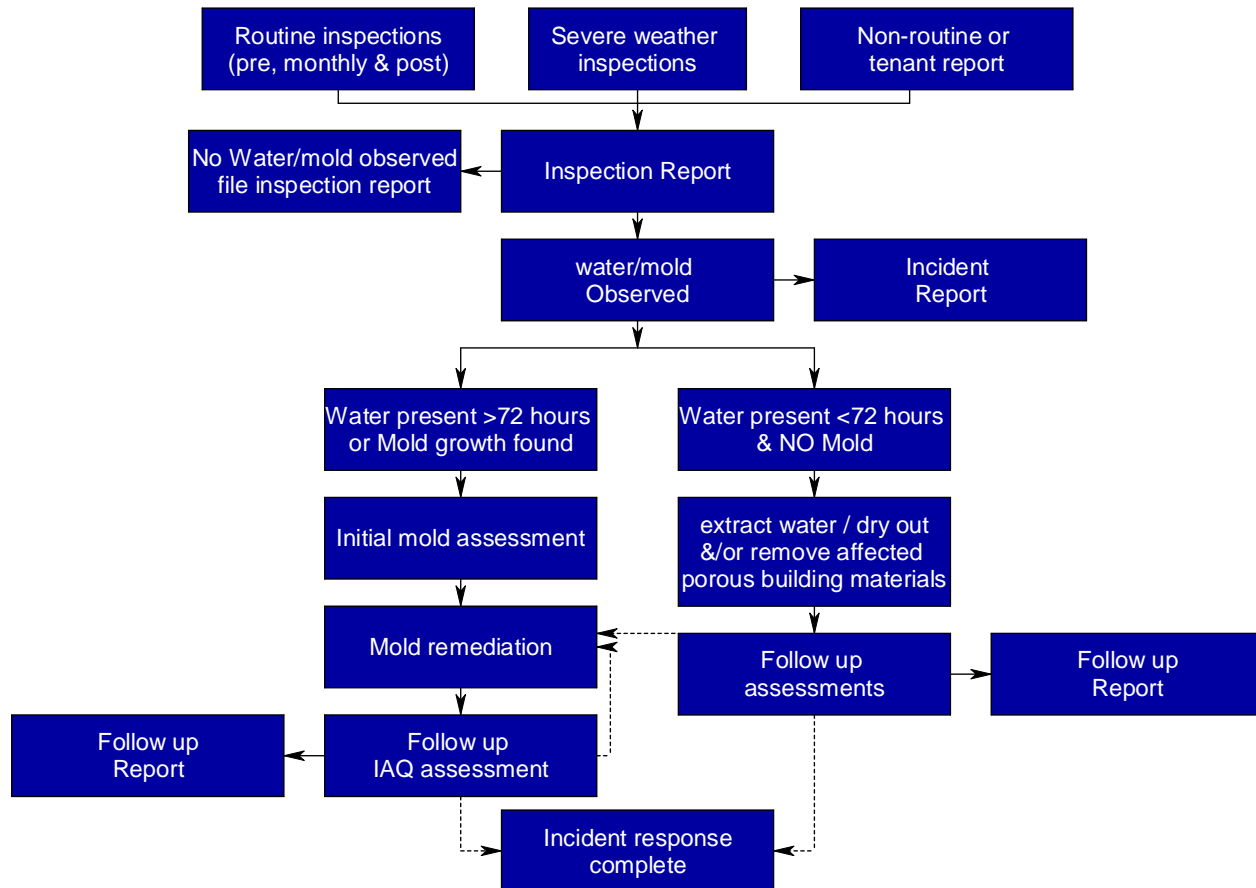 Routine inspections
(pre, monthly & post)
Severe weather
inspections
Non-routine or
tenant report
No Water/mold observed
file inspection report
Inspection Report
water/mold
Observed
Incident
Report
Water present >72 hours
or Mold growth found
Water present <72 hours
& NO Mold
Initial mold assessment
extract water / dry out
&/or remove affected
porous building materials
Mold remediation
Follow up
assessments
Follow up
Report
Follow up
Report
Follow up
IAQ assessment
Incident response
complete